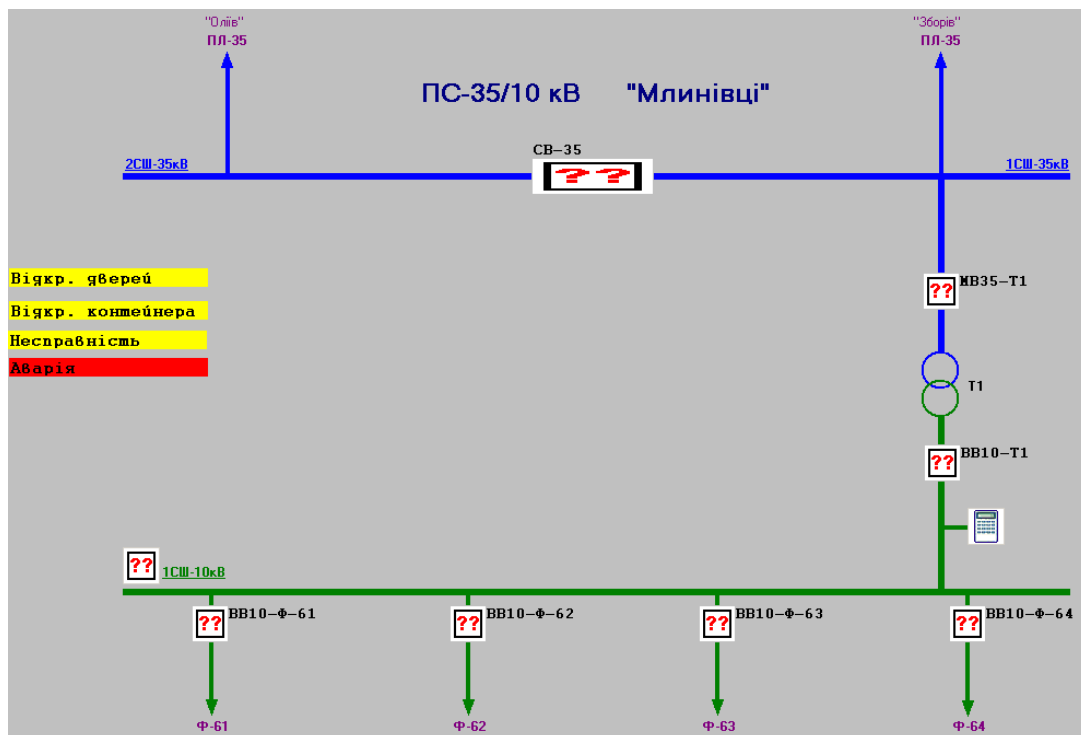 "Оліїв"
ПЛ-35
"Зборів"
ПЛ-35
ПС-35/10 кВ "Млинівці"
СВ-35
2СШ-35кВ
1СШ-35кВ
? ?
Відкр. дверей
Відкр. контейнера
Несправність
Аварія
МВ35-Т1
??
Т1
ВВ10-Т1
??
??
1СШ-10кВ
?? ВВ10-Ф-61
?? ВВ10-Ф-62
?? ВВ10-Ф-63
?? ВВ10-Ф-64
Ф-61
Ф-62
Ф-63
Ф-64